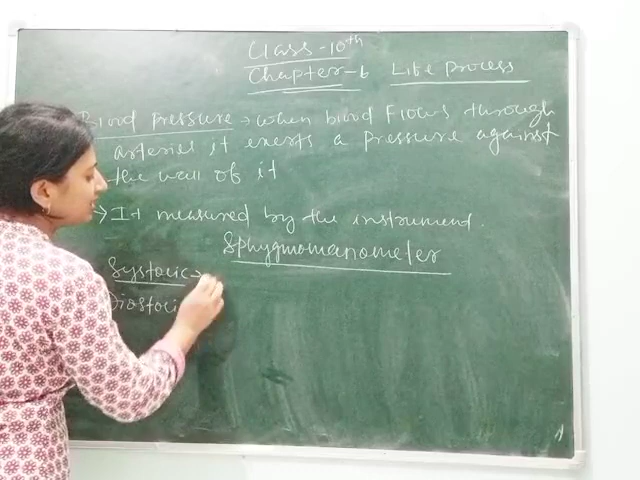 Class-10th
Chapter-6 Life Process
Blood Pressure → When blood Flows through
arteries it exerts a pressure against
the wall of it
→ It measured by the instrument.
Sphygmomanometer
Systolic →
Diastolic